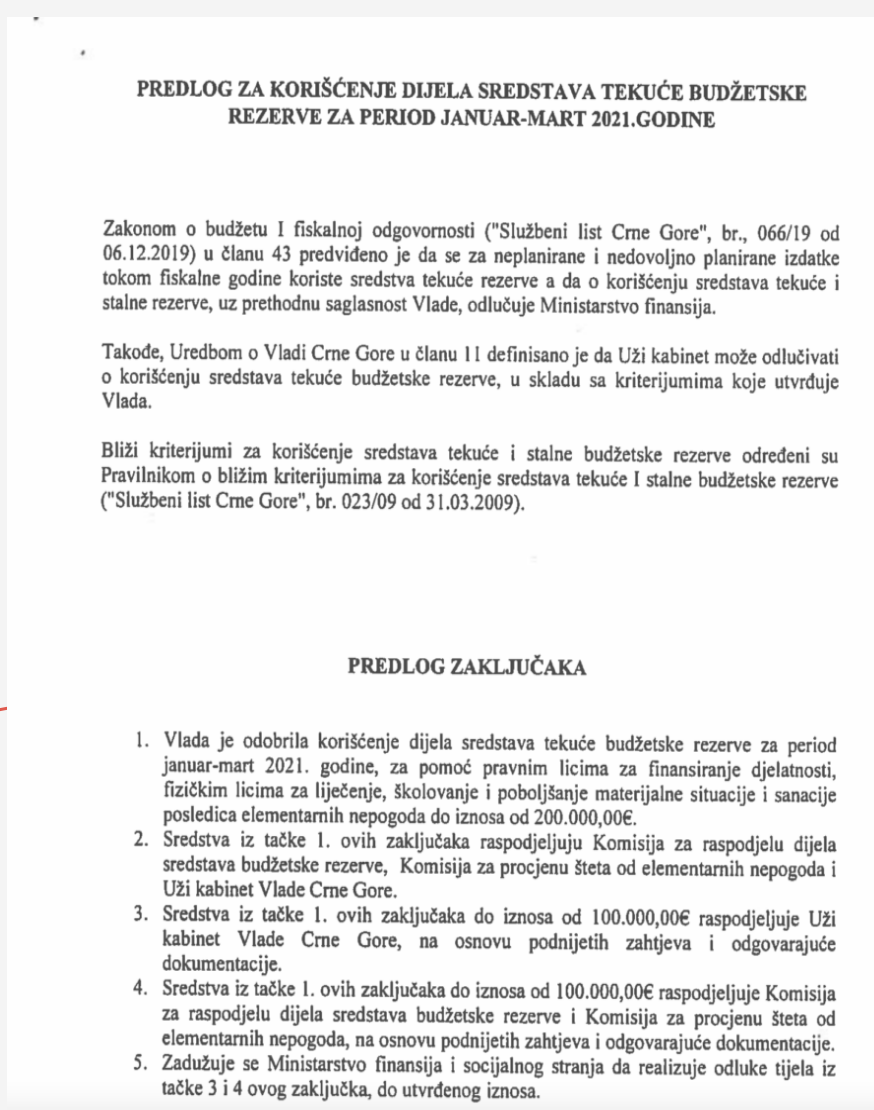 PREDLOG ZA KORIŠĆENJE DIJELA SREDSTAVA TEKUĆE BUDŽETSKE
REZERVE ZA PERIOD JANUAR-MART 2021.GODINE
Zakonom o budžetu I fiskalnoj odgovornosti ("Službeni list Crne Gore", br., 066/19 od
06.12.2019) u članu 43 predviđeno je da se za neplanirane i nedovoljno planirane izdatke
tokom fiskalne godine koriste sredstva tekuće rezerve a da o korišćenju sredstava tekuće i
stalne rezerve, uz prethodnu saglasnost Vlade, odlučuje Ministarstvo finansija.
Takođe, Uredbom o Vladi Crne Gore u članu 11 definisano je da Uži kabinet može odlučivati
o korišćenju sredstava tekuće budžetske rezerve, u skladu sa kriterijumima koje utvrđuje
Vlada.
Bliži kriterijumi za korišćenje sredstava tekuće i stalne budžetske rezerve određeni su
Pravilnikom o bližim kriterijumima za korišćenje sredstava tekuće I stalne budžetske rezerve
("Službeni list Crne Gore", br. 023/09 od 31.03.2009).
PREDLOG ZAKLJUČAKA
1. Vlada je odobrila korišćenje dijela sredstava tekuće budžetske rezerve za period
januar-mart 2021. godine, za pomoć pravnim licima za finansiranje djelatnosti,
fizičkim licima za liječenje, školovanje i poboljšanje materijalne situacije i sanacije
posledica elementarnih nepogoda do iznosa od 200.000,00€.
2. Sredstva iz tačke 1. ovih zaključaka raspodjeljuju Komisija za raspodjelu dijela
sredstava budžetske rezerve, Komisija za procjenu šteta od elementarnih nepogoda i
Uži kabinet Vlade Crne Gore.
3. Sredstva iz tačke 1. ovih zaključaka do iznosa od 100.000,00€ raspodjeljuje Uži
kabinet Vlade Crne Gore, na osnovu podnijetih zahtjeva i odgovarajuće
dokumentacije.
4. Sredstva iz tačke 1. ovih zaključaka do iznosa od 100.000,00€ raspodjeljuje Komisija
za raspodjelu dijela sredstava budžetske rezerve i Komisija za procjenu šteta od
elementarnih nepogoda, na osnovu podnijetih zahtjeva i odgovarajuće dokumentacije.
5. Zadužuje se Ministarstvo finansija i socijalnog stranja da realizuje odluke tijela iz
tačke 3 i 4 ovog zaključka, do utvrđenog iznosa.